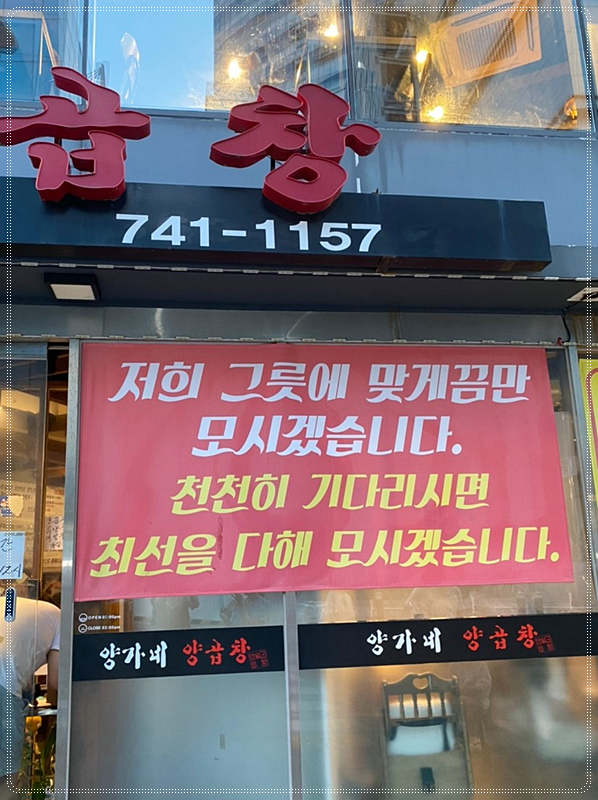 곱창
741-1157
저희 그릇에 맞게끔만
모시겠습니다.
천천히 기다리시면
최선을 다해 모시겠습니다.
OPEN
CLOSE
양가네 양곱창
양가네 양곱창